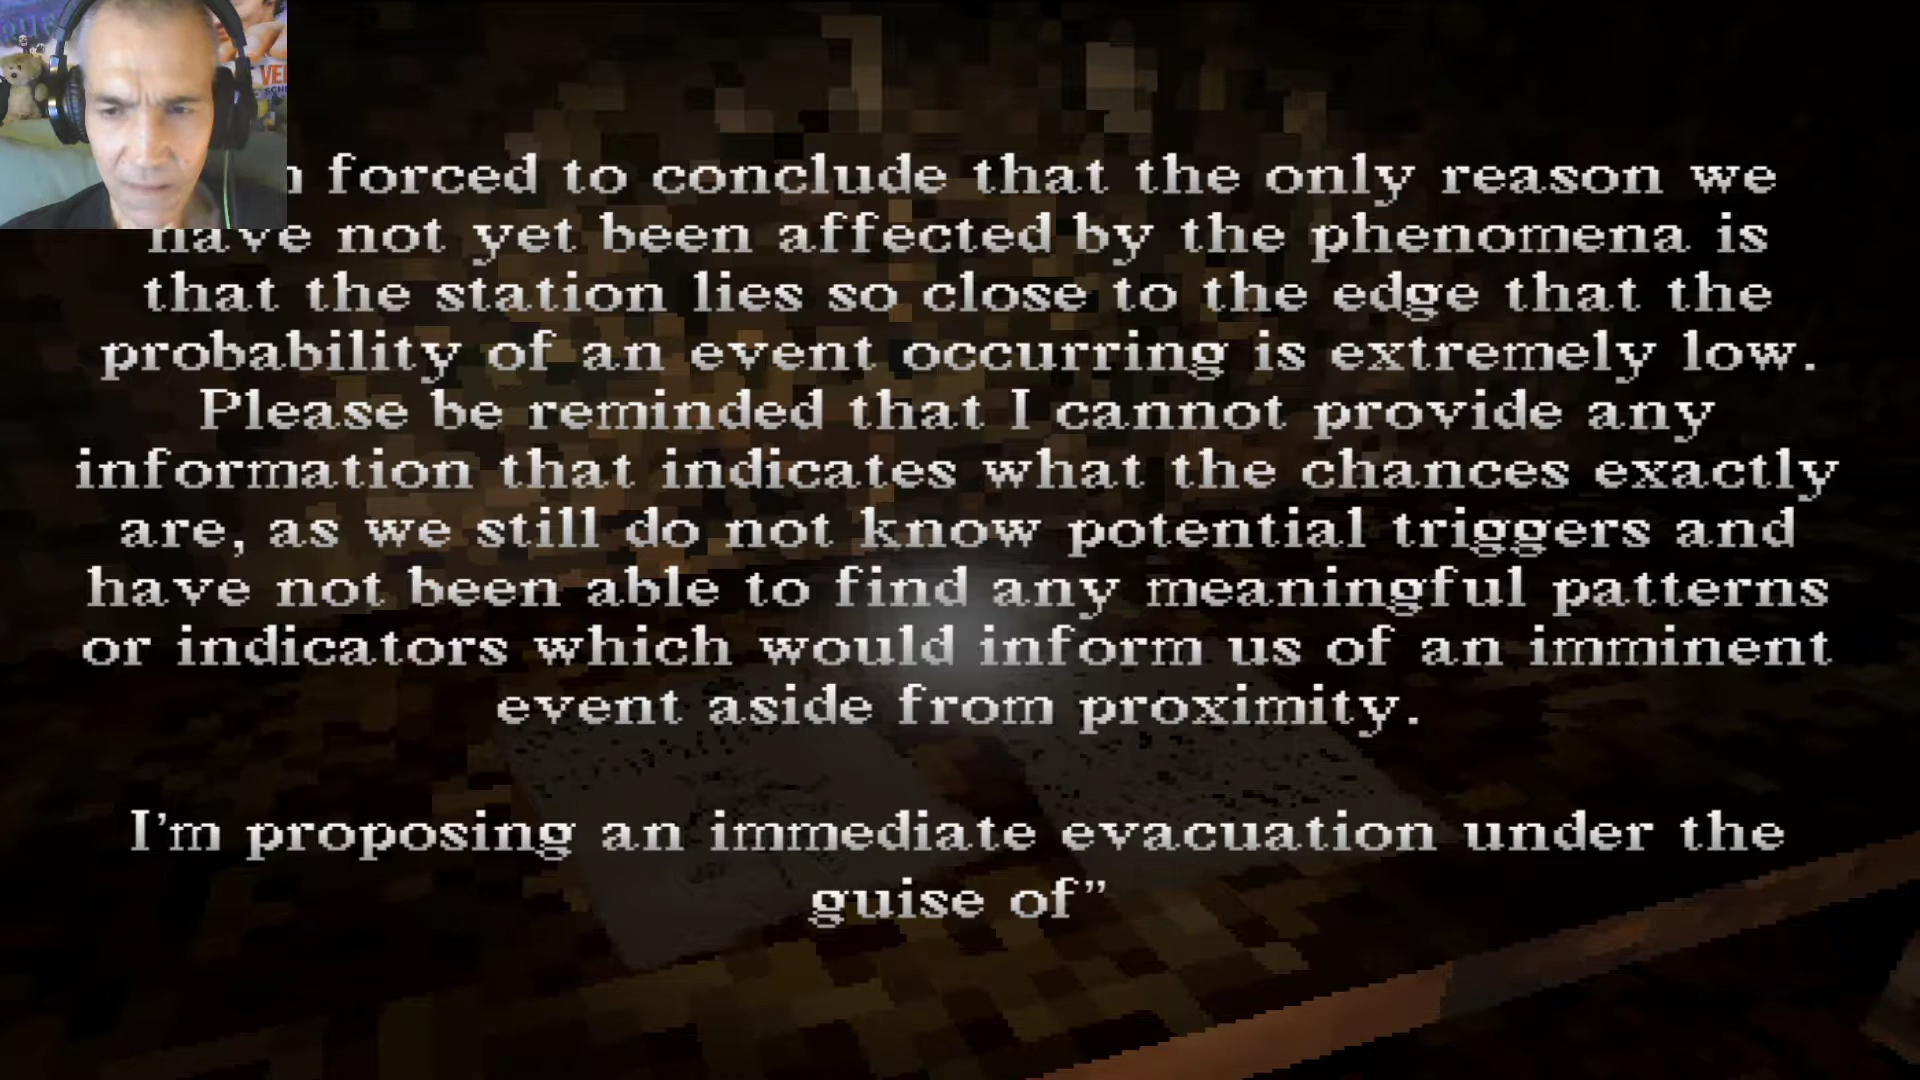 forced to conclude that the only reason we
have not yet been affected by the phenomena is
that the station lies so close to the edge that the
probability of an event occurring is extremely low.
Please be reminded that I cannot provide any
information that indicates what the chances exactly
are, as we still do not know potential triggers and
have not been able to find any meaningful patterns
or indicators which would inform us of an imminent
event aside from proximity.
I'm proposing an immediate evacuation under the
guise of”